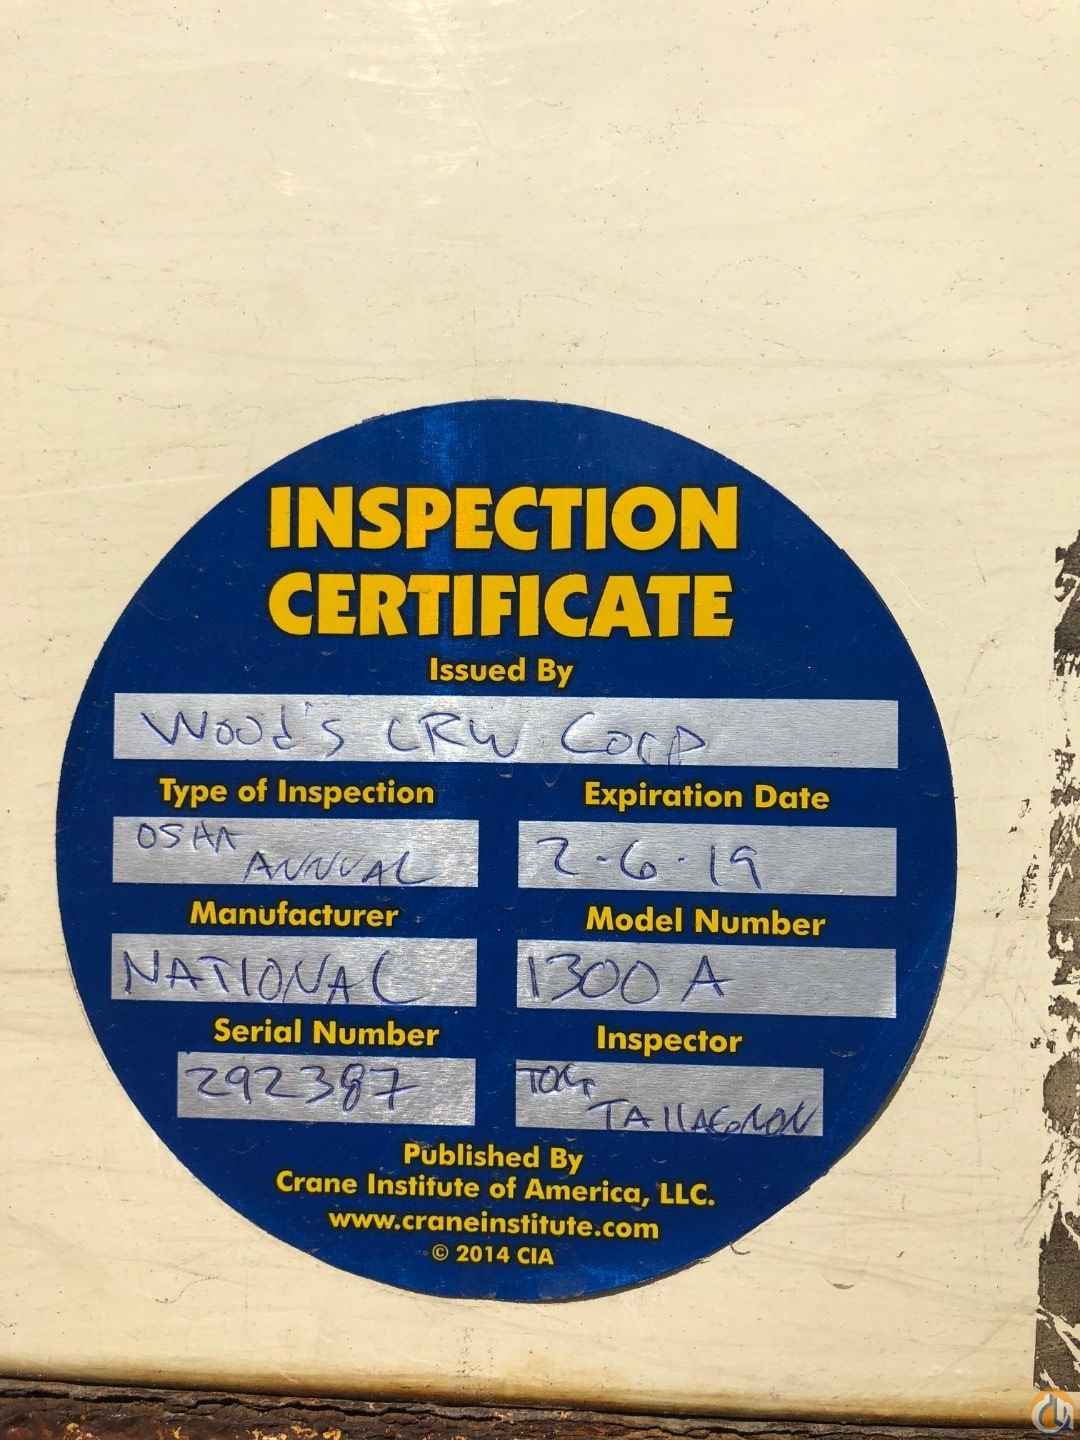 INSPECTION
CERTIFICATE
Issued By
Wood's CRW Corp
Type of Inspection
Expiration Date
OSHA
ANNUAL
2-6-19
Manufacturer
Model Number
NATIONAL
1300 A
Serial Number
Inspector
292387
Published By
Crane Institute of America, LLC.
www.craneinstitute.com
© 2014 CIA